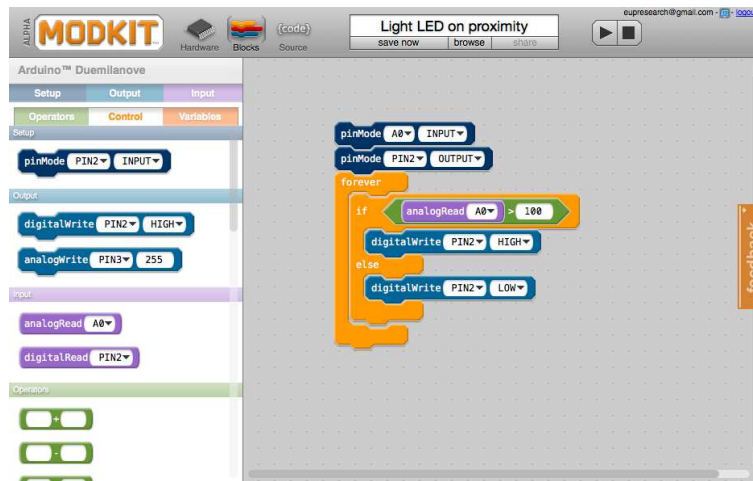 eupresearch@gmail.com - - logout
ALPHA
MODKIT
Hardware
Blocks
{code}
Source
Light LED on proximity
save now
browse
share
Arduino™ Duemilanove
Setup
Output
Input
Operators
Control
Variables
Setup
pinMode PIN2 INPUT
Output
digitalWrite PIN2 HIGH
analogWrite PIN3 255
Input
analogRead A0
digitalRead PIN2
Operators
+
-
pinMode A0 INPUT
pinMode PIN2 OUTPUT
forever
if analogRead A0 > 100
digitalWrite PIN2 HIGH
else
digitalWrite PIN2 LOW
feedback